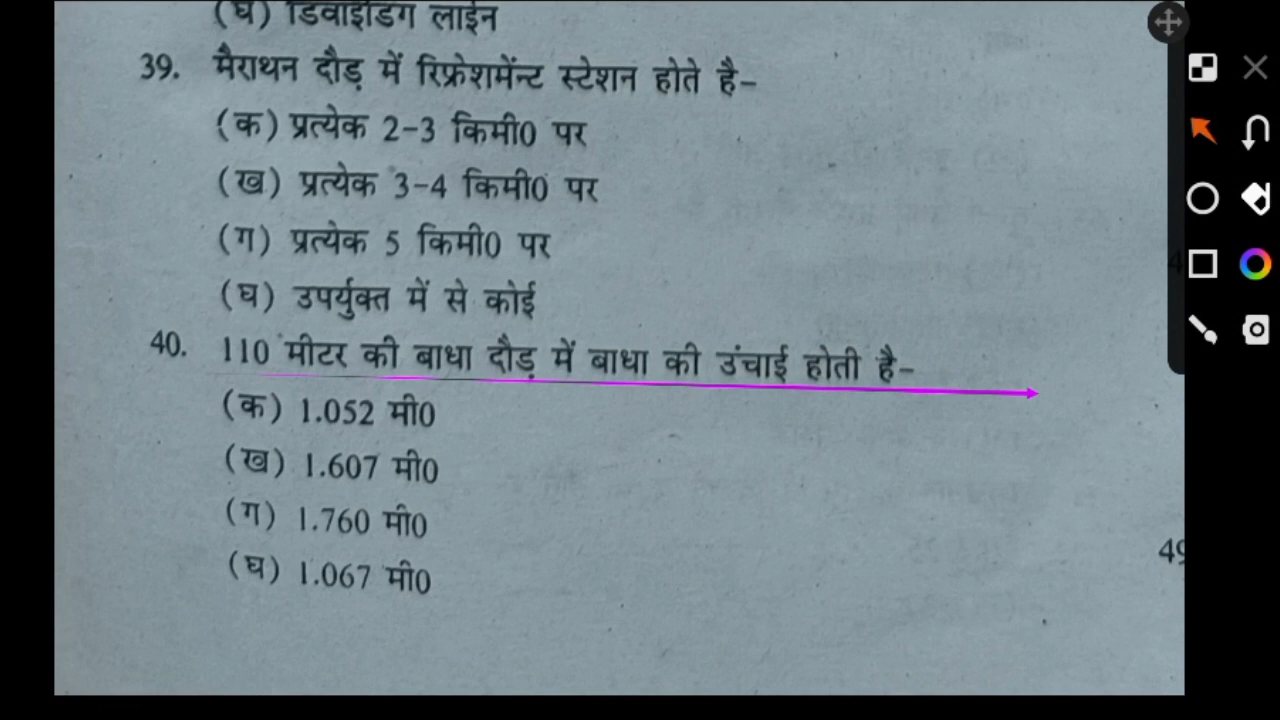 (घ) डिवाइडिंग लाईन
39. मैराथन दौड़ में रिफ्रेशमेंन्ट स्टेशन होते है-
(क) प्रत्येक 2-3 किमी0 पर
(ख) प्रत्येक 3-4 किमी0 पर
(ग) प्रत्येक 5 किमी0 पर
(घ) उपर्युक्त में से कोई
40. 110 मीटर की बाधा दौड़ में बाधा की उंचाई होती है-
(क) 1.052 मी0
(ख) 1.607 मी0
(ग) 1.760 मी0
(घ) 1.067 मी0
49